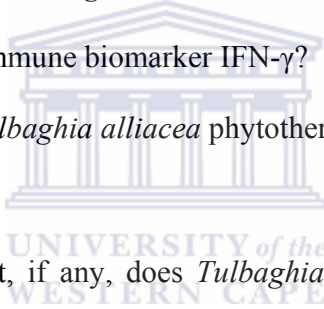 mmune biomarker IFN-γ?
lbaghia alliacea phytother
UNIVERSITY of the
t, if any, does Tulbaghia
WESTERN CAPE